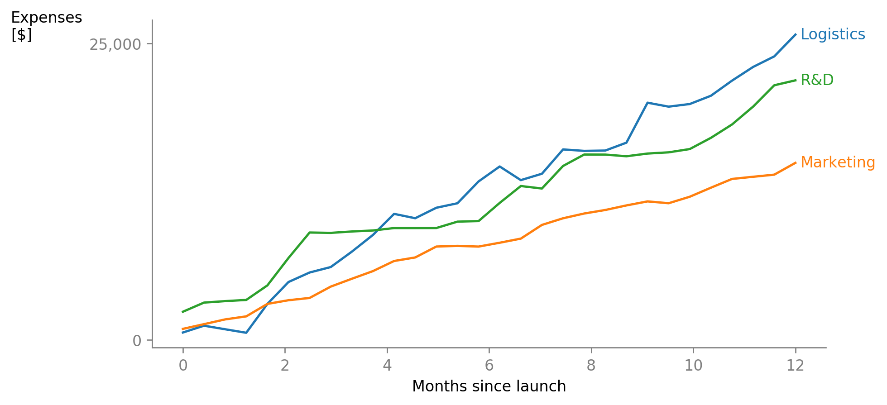 Expenses
[$]
25,000
0
Logistics
R&D
Marketing
0 2 4 6 8 10 12
Months since launch